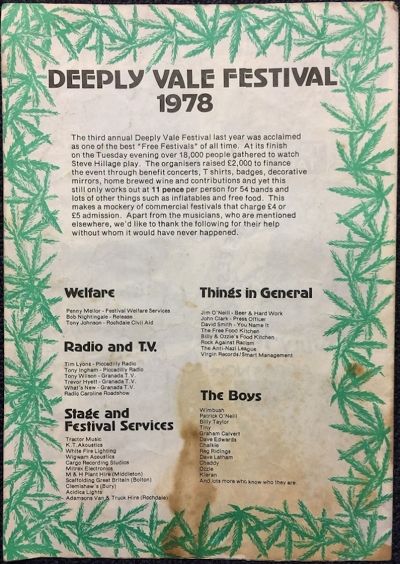 DEEPLY VALE FESTIVAL
1978
The third annual Deeply Vale Festival last year was acclaimed
as one of the best "Free Festivals" of all time. At its finish
on the Tuesday evening over 18,000 people gathered to watch
Steve Hillage play. The organisers raised £2,000 to finance
the event through benefit concerts, T shirts, badges, decorative
mirrors, home brewed wine and contributions and yet this
still only works out at 11 pence per person for 54 bands and
lots of other things such as inflatables and free food. This
makes a mockery of commercial festivals that charge £4 or
£5 admission. Apart from the musicians, who are mentioned
elsewhere, we'd like to thank the following for their help
without whom it would have never happened.
Welfare
Penny Mellor - Festival Welfare Services
Bob Nightingale - Release
Tony Johnson - Rochdale Civil Aid
Radio and T.V.
Tim Lyons - Piccadilly Radio
Tony Ingham - Piccadilly Radio
Tony Wilson - Granada T.V.
Trevor Hyett - Granada T.V.
What's New - Granada T.V.
Radio Caroline Roadshow
Stage and
Festival Services
Tractor Music
K.T. Akoustics
White Fire Lighting
Wigwam Acoustics
Cargo Recording Studios
Mitrex Electronics
M & H Plant Hire (Middleton)
Scaffolding Great Britain (Bolton)
Clemishaw's (Bury)
Acidica Lights
Adamsons Van & Truck Hire (Rochdale)
Things in General
Jim O'Neill - Beer & Hard Work
John Clark - Press Officer
David Smith - You Name It
The Free Food Kitchen
Billy & Ozzie's Food Kitchen
Rock Against Racism
The Anti-Nazi League
Virgin Records/Smart Management
The Boys
Wimbush
Patrick O'Neill
Billy Taylor
Tiny
Graham Calvert
Dave Edwards
Chalkie
Reg Ridings
Dave Latham
Chaddy
Ozzie
Kieran
And lots more who know who they are.